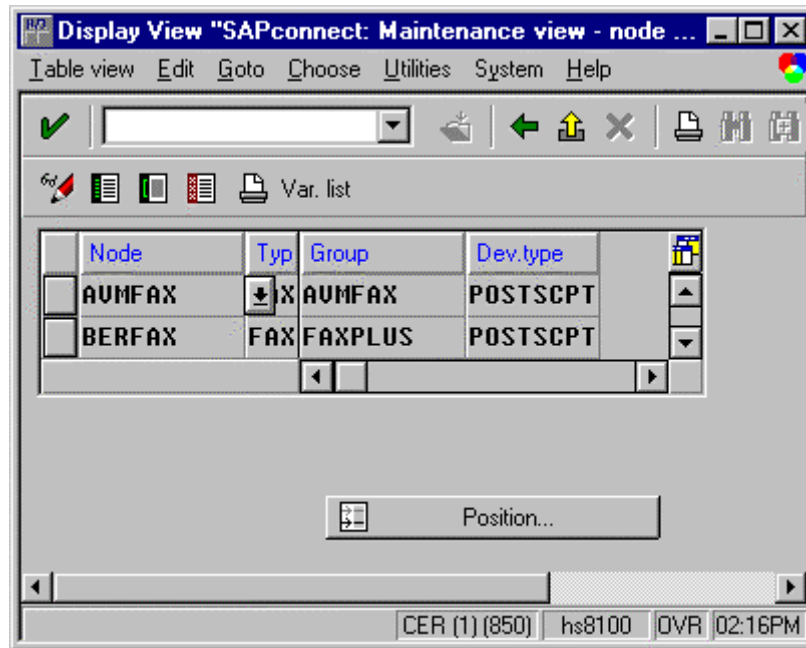 Display View "SAPconnect: Maintenance view - node ...
Table view Edit Goto Choose Utilities System Help
Var. list
Node Typ Group Dev.type
AVMFAX X AVMFAX POSTSCPT
BERFAX FAX FAXPLUS POSTSCPT
Position...
CER (1) (850) hs8100 OVR 02:16PM